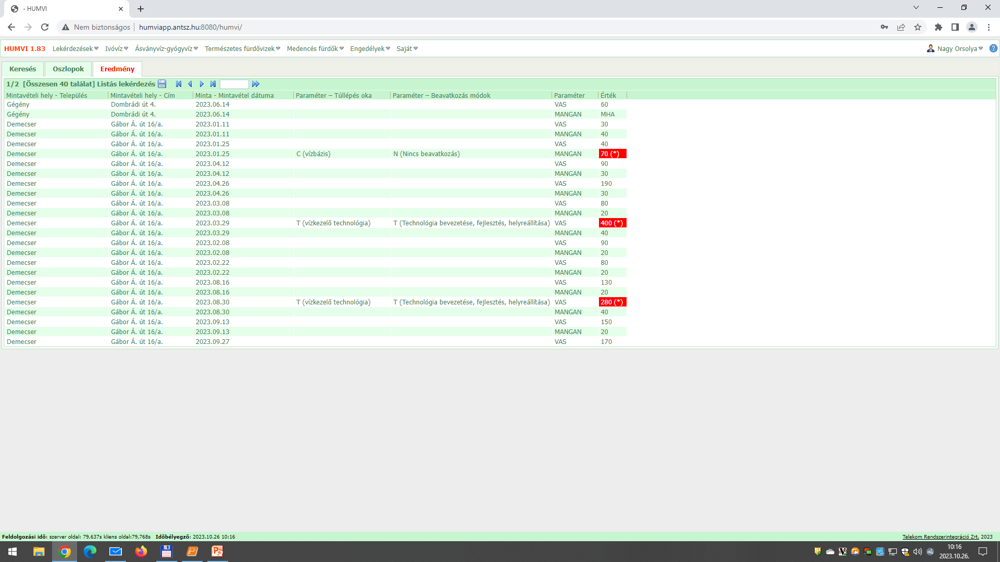 - HUMVI
Nem biztonságos humviapp.antsz.hu:8080/humvi/
HUMVI 1.83 Lekérdezések Ivóvíz Ásványvíz-gyógyvíz Természetes fürdővizek Medencés fürdők Engedélyek Saját Nagy Orsolya
Keresés Oszlopok Eredmény
1/2 [Összesen 40 találat] Listás lekérdezés
Mintavételi hely - Település Mintavételi hely - Cím Minta - Mintavétel dátuma Paraméter – Túllépés oka Paraméter – Beavatkozás módok Paraméter Érték
Gégény Dombrádi út 4. 2023.06.14 VAS 60
Gégény Dombrádi út 4. 2023.06.14 MANGAN MHA
Demecser Gábor Á. út 16/a. 2023.01.11 VAS 30
Demecser Gábor Á. út 16/a. 2023.01.11 MANGAN 40
Demecser Gábor Á. út 16/a. 2023.01.25 VAS 40
Demecser Gábor Á. út 16/a. 2023.01.25 C (vízbázis) N (Nincs beavatkozás) MANGAN 70 (*)
Demecser Gábor Á. út 16/a. 2023.04.12 VAS 90
Demecser Gábor Á. út 16/a. 2023.04.12 MANGAN 30
Demecser Gábor Á. út 16/a. 2023.04.26 VAS 190
Demecser Gábor Á. út 16/a. 2023.04.26 MANGAN 30
Demecser Gábor Á. út 16/a. 2023.03.08 VAS 80
Demecser Gábor Á. út 16/a. 2023.03.08 MANGAN 20
Demecser Gábor Á. út 16/a. 2023.03.29 T (vízkezelő technológia) T (Technológia bevezetése, fejlesztés, helyreállítása) VAS 400 (*)
Demecser Gábor Á. út 16/a. 2023.03.29 MANGAN 40
Demecser Gábor Á. út 16/a. 2023.02.08 VAS 90
Demecser Gábor Á. út 16/a. 2023.02.08 MANGAN 20
Demecser Gábor Á. út 16/a. 2023.02.22 VAS 80
Demecser Gábor Á. út 16/a. 2023.02.22 MANGAN 20
Demecser Gábor Á. út 16/a. 2023.08.16 VAS 130
Demecser Gábor Á. út 16/a. 2023.08.16 MANGAN 20
Demecser Gábor Á. út 16/a. 2023.08.30 T (vízkezelő technológia) T (Technológia bevezetése, fejlesztés, helyreállítása) VAS 280 (*)
Demecser Gábor Á. út 16/a. 2023.08.30 MANGAN 40
Demecser Gábor Á. út 16/a. 2023.09.13 VAS 150
Demecser Gábor Á. út 16/a. 2023.09.13 MANGAN 20
Demecser Gábor Á. út 16/a. 2023.09.27 VAS 170
Feldolgozási idő: szerver oldal: 79,637s kliens oldal:79,768s Időbélyegző: 2023.10.26 10:16 Telekom Rendszerintegráció Zrt. 2023
10:16
2023.10.26.